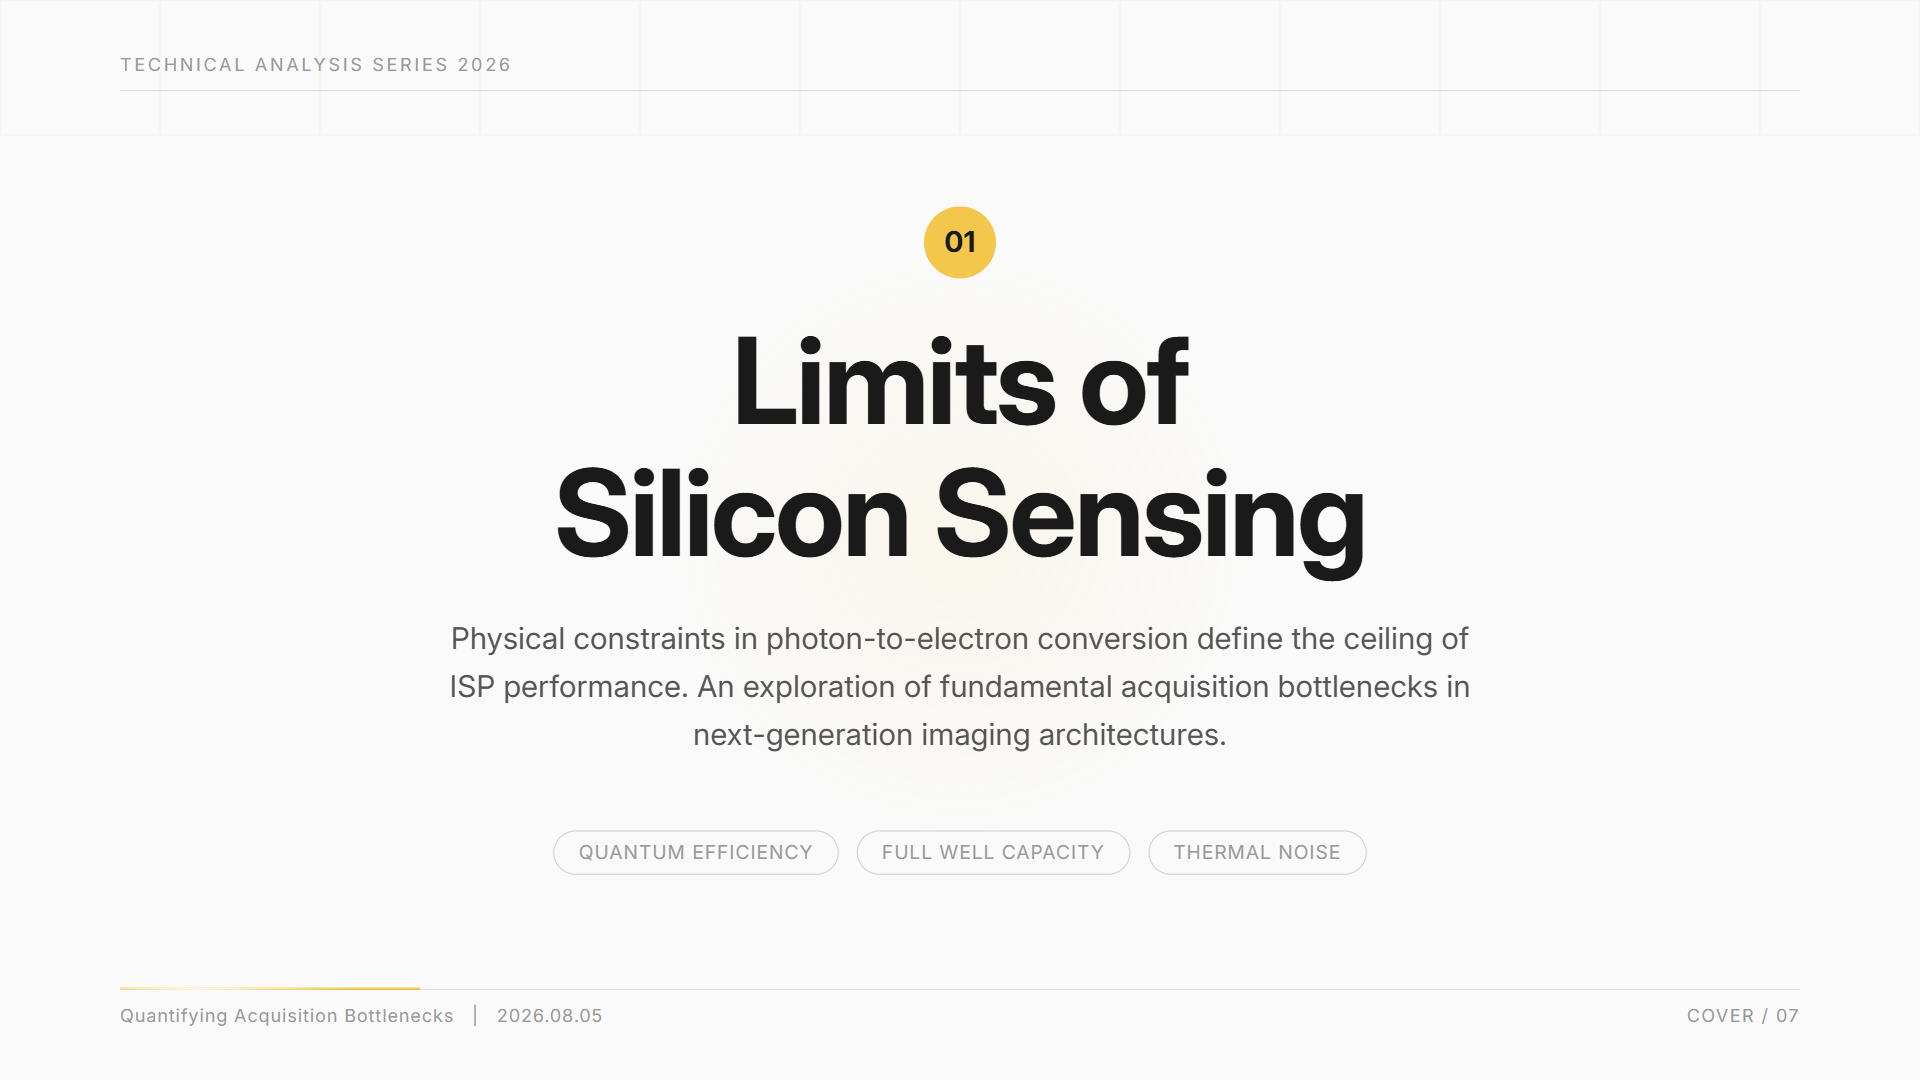 TECHNICAL ANALYSIS SERIES 2026
01
Limits of
Silicon Sensing
Physical constraints in photon-to-electron conversion define the ceiling of
ISP performance. An exploration of fundamental acquisition bottlenecks in
next-generation imaging architectures.
QUANTUM EFFICIENCY
FULL WELL CAPACITY
THERMAL NOISE
Quantifying Acquisition Bottlenecks | 2026.08.05
COVER / 07